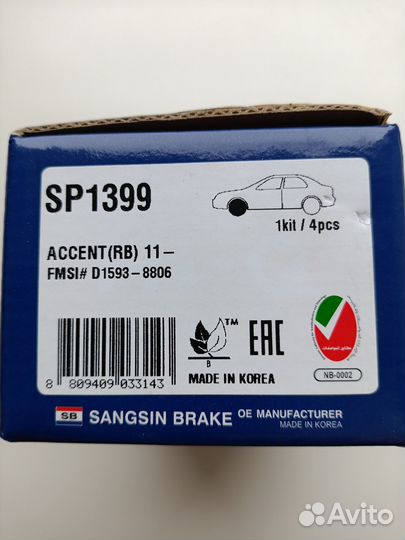 SP1399
1kit / 4pcs
ACCENT(RB) 11-
FMSI# D1593-8806
TM
B
EAC
8 809409 033143
MADE IN KOREA
NB-0002
SB
SANGSIN BRAKE
OE MANUFACTURER
MADE IN KOREA
Avito